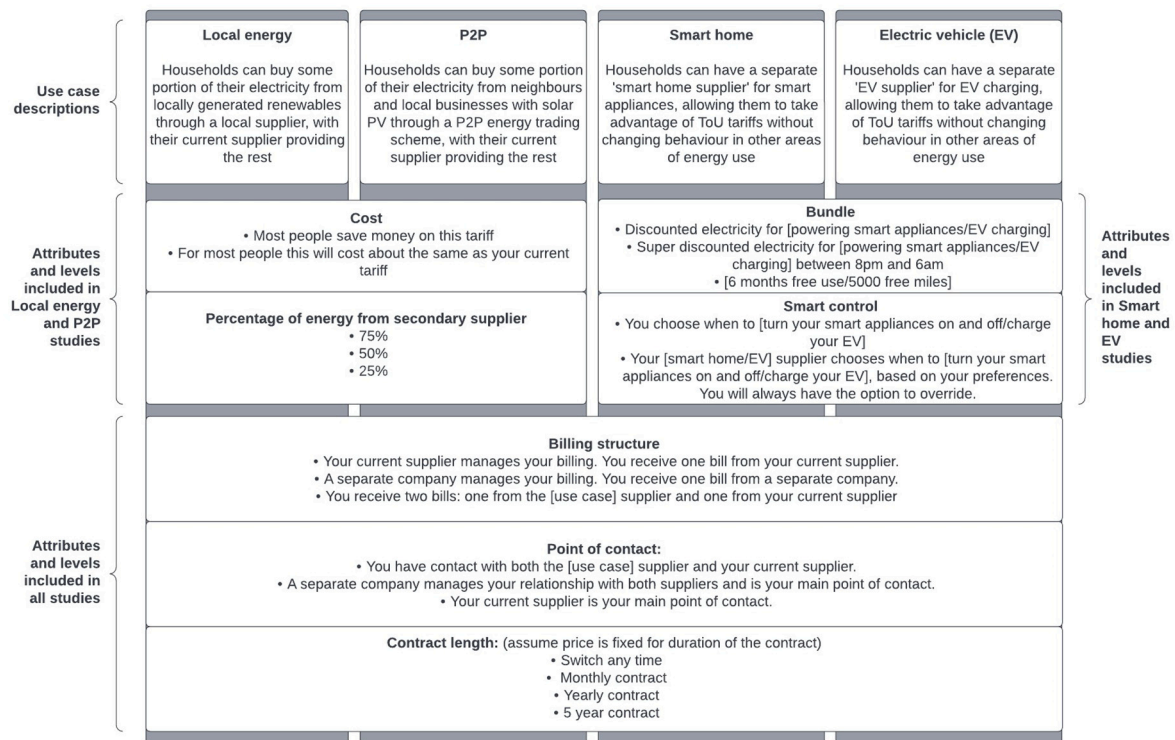 Use case
descriptions
Local energy
Households can buy some
portion of their electricity from
locally generated renewables
through a local supplier, with
their current supplier providing
the rest
P2P
Households can buy some portion
of their electricity from neighbours
and local businesses with solar
PV through a P2P energy trading
scheme, with their current
supplier providing the rest
Smart home
Households can have a separate
'smart home supplier' for smart
appliances, allowing them to take
advantage of ToU tariffs without
changing behaviour in other areas
of energy use
Electric vehicle (EV)
Households can have a separate
'EV supplier' for EV charging,
allowing them to take advantage
of ToU tariffs without changing
behaviour in other areas of
energy use
Attributes
and levels
included in
Local energy
and P2P
studies
Cost
• Most people save money on this tariff
• For most people this will cost about the same as your current
tariff
Percentage of energy from secondary supplier
• 75%
• 50%
• 25%
Bundle
• Discounted electricity for [powering smart appliances/EV charging]
• Super discounted electricity for [powering smart appliances/EV
charging] between 8pm and 6am
• [6 months free use/5000 free miles]
Smart control
• You choose when to [turn your smart appliances on and off/charge
your EV]
• Your [smart home/EV] supplier chooses when to [turn your smart
appliances on and off/charge your EV], based on your preferences.
You will always have the option to override.
Attributes
and
levels
included
in Smart
home and
EV
studies
Attributes
and levels
included in
all studies
Billing structure
• Your current supplier manages your billing. You receive one bill from your current supplier.
• A separate company manages your billing. You receive one bill from a separate company.
• You receive two bills: one from the [use case] supplier and one from your current supplier
Point of contact:
• You have contact with both the [use case] supplier and your current supplier.
• A separate company manages your relationship with both suppliers and is your main point of contact.
• Your current supplier is your main point of contact.
Contract length: (assume price is fixed for duration of the contract)
• Switch any time
• Monthly contract
• Yearly contract
• 5 year contract